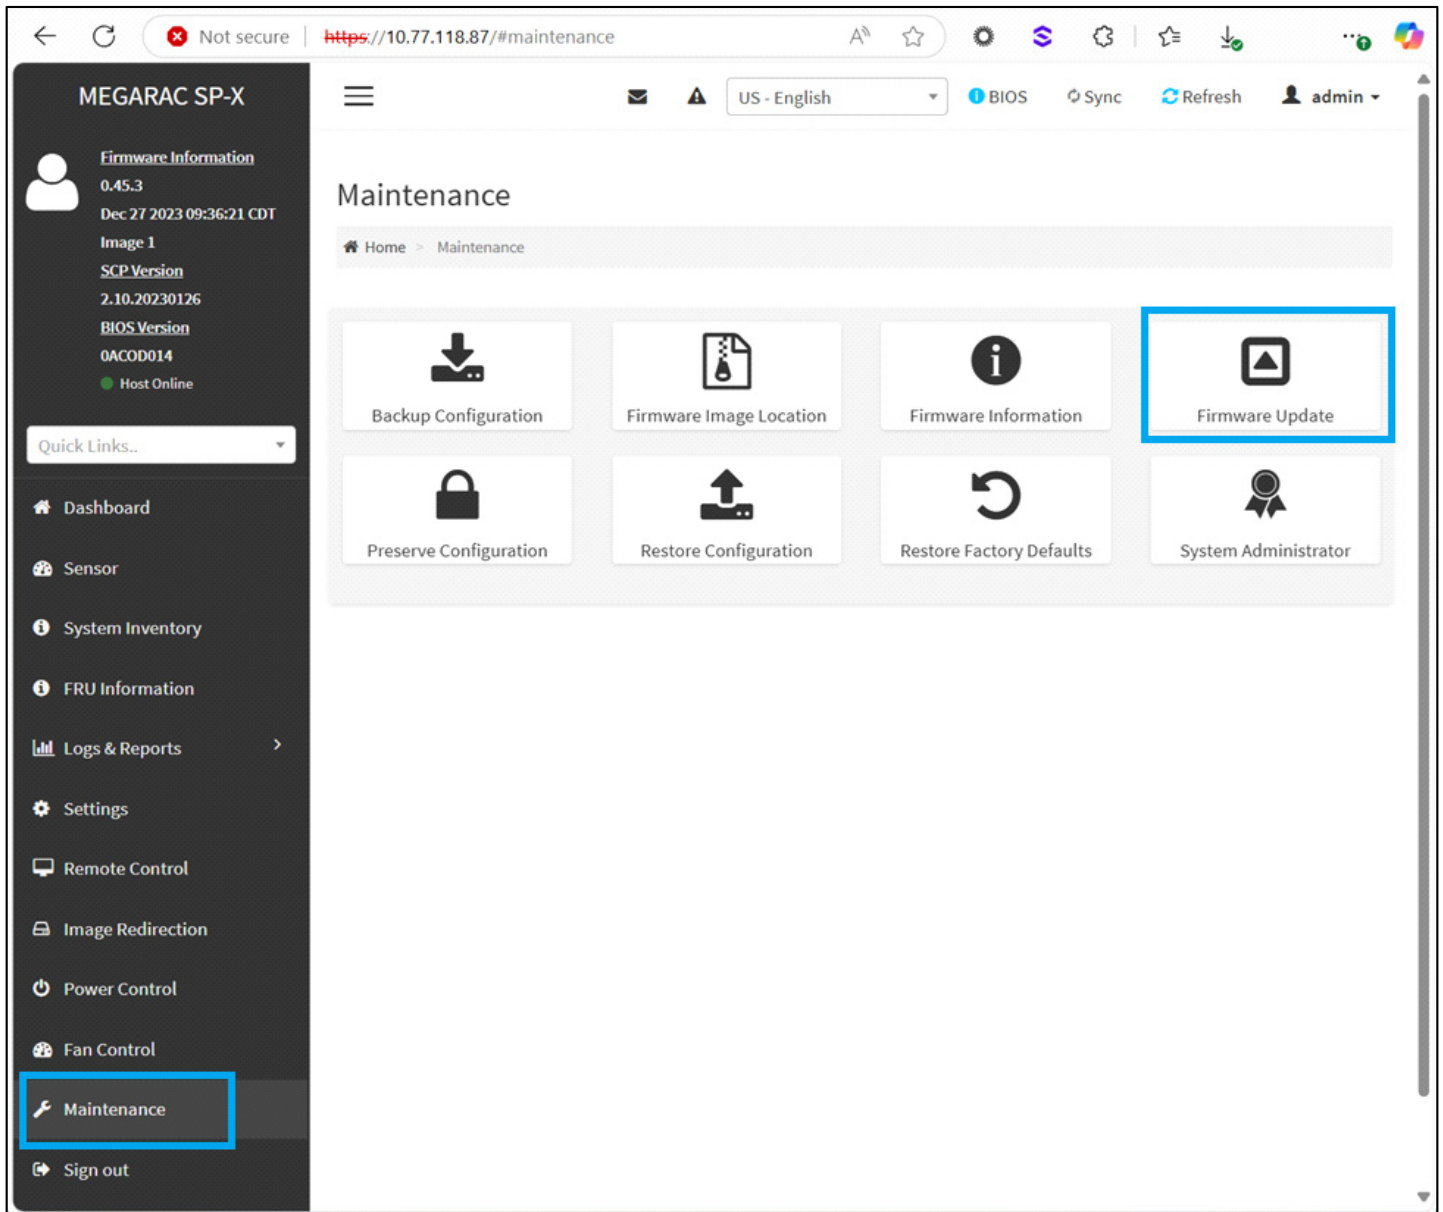 Not secure
https://10.77.118.87/#maintenance
MEGARAC SP-X
Firmware Information
0.45.3
Dec 27 2023 09:36:21 CDT
Image 1
SCP Version
2.10.20230126
BIOS Version
0ACOD014
Host Online
Quick Links..
Dashboard
Sensor
System Inventory
FRU Information
Logs & Reports
Settings
Remote Control
Image Redirection
Power Control
Fan Control
Maintenance
Sign out
US - English
BIOS
Sync
Refresh
admin
Maintenance
Home > Maintenance
Backup Configuration
Firmware Image Location
Firmware Information
Firmware Update
Preserve Configuration
Restore Configuration
Restore Factory Defaults
System Administrator